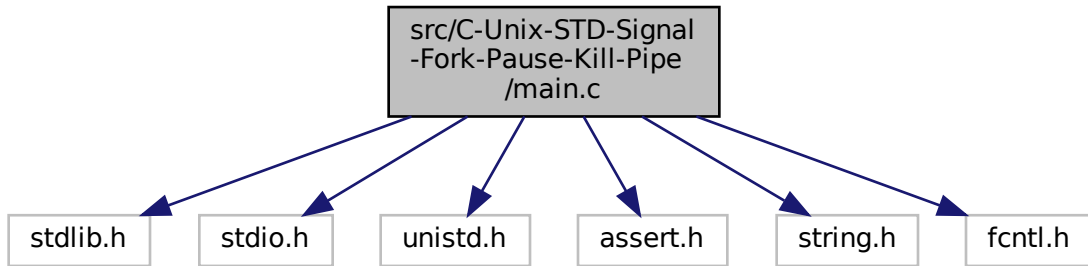 src/C-Unix-STD-Signal
-Fork-Pause-Kill-Pipe
/main.c
stdlib.h
stdio.h
unistd.h
assert.h
string.h
fcntl.h